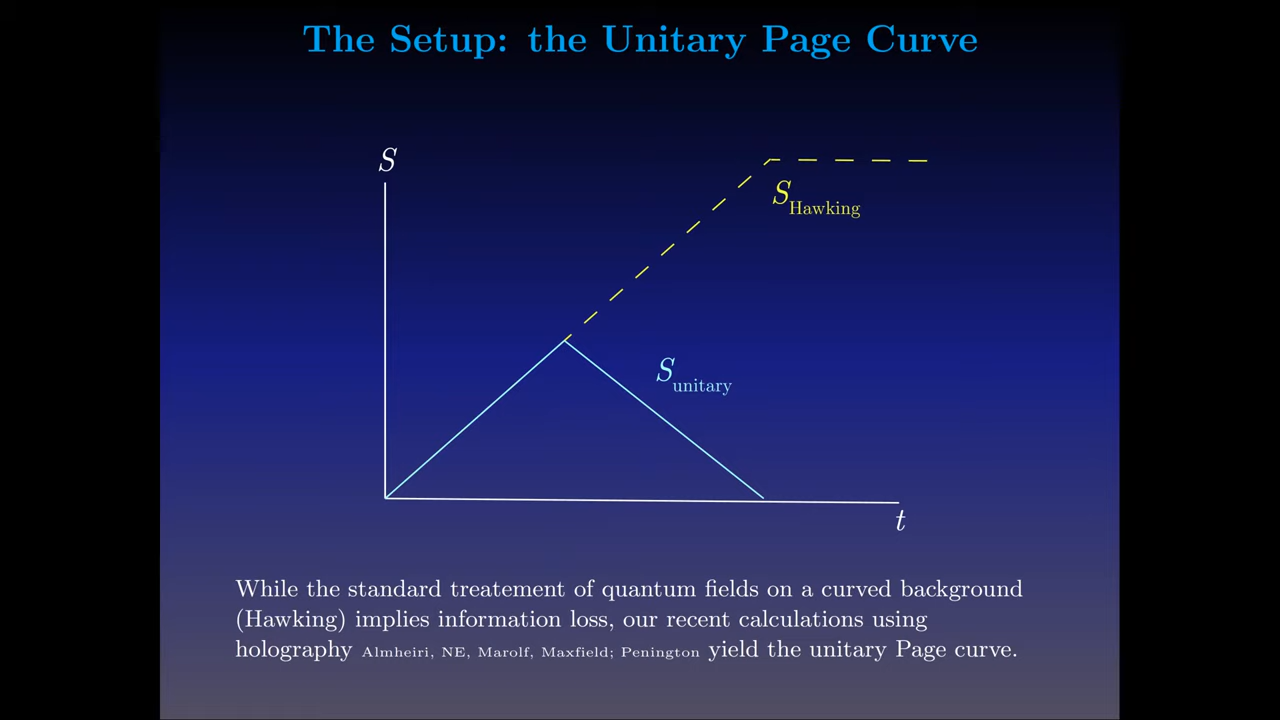 The Setup: the Unitary Page Curve
S
S_Hawking
S_unitary
t
While the standard treatement of quantum fields on a curved background
(Hawking) implies information loss, our recent calculations using
holography Almheiri, NE, Marolf, Maxfield; Penington yield the unitary Page curve.